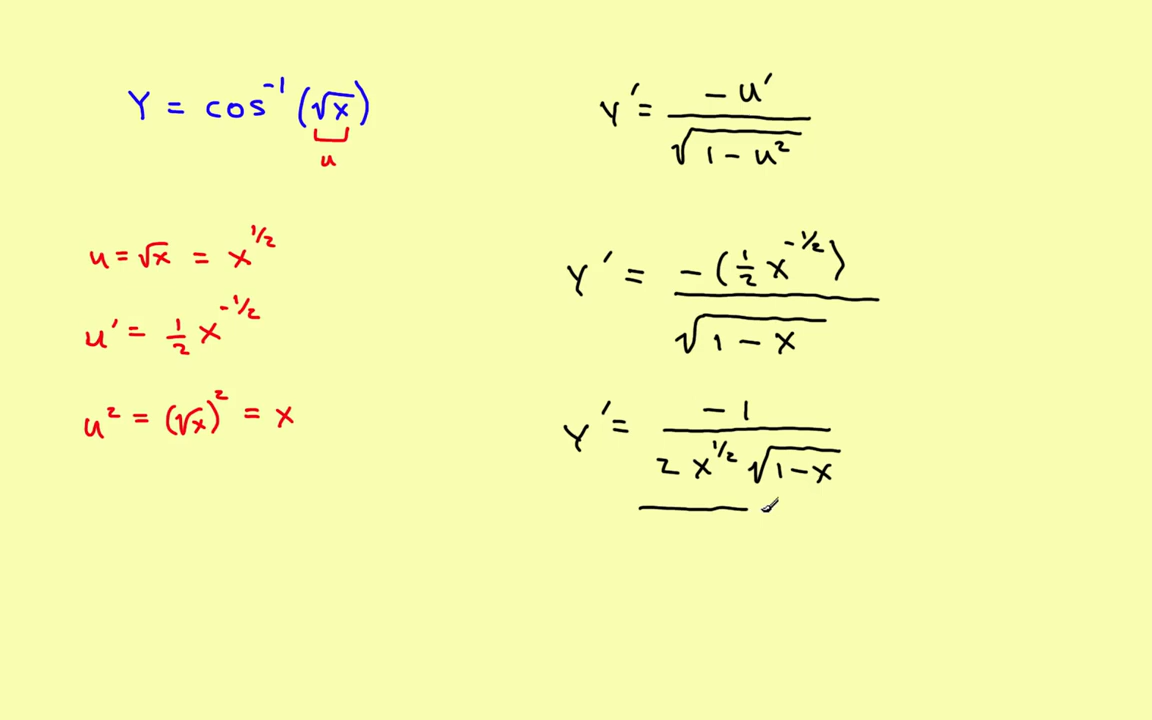 Y = cos⁻¹ (√x)
u
u = √x = x^1/2
u' = 1/2 x^-1/2
u² = (√x)² = x
Y' = -u' / √(1 - u²)
Y' = -(1/2 x^-1/2) / √(1 - x)
Y' = -1 / 2x^1/2 √(1-x)